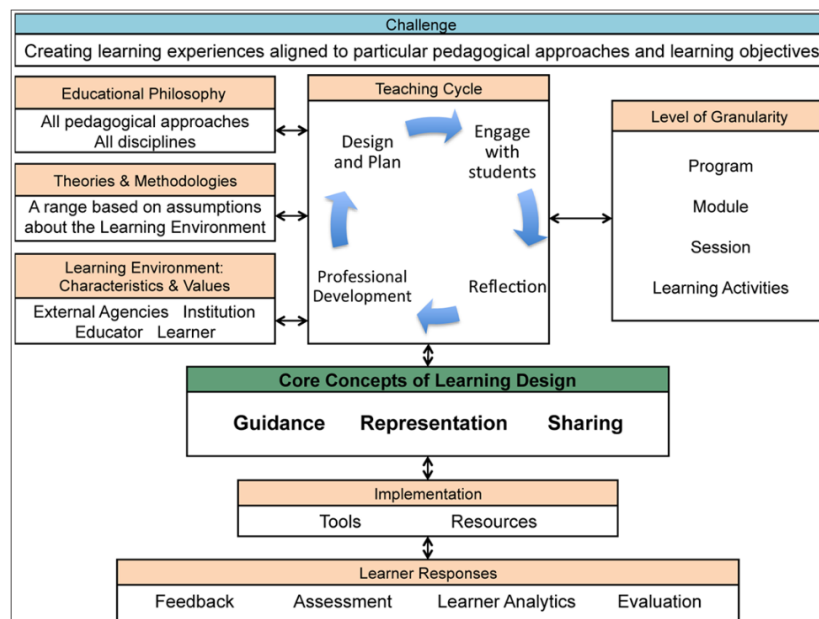 Challenge
Creating learning experiences aligned to particular pedagogical approaches and learning objectives
Educational Philosophy
All pedagogical approaches
All disciplines
Theories & Methodologies
A range based on assumptions
about the Learning Environment
Learning Environment:
Characteristics & Values
External Agencies Institution
Educator Learner
Teaching Cycle
Design
and Plan
Engage
with
students
Reflection
Professional
Development
Level of Granularity
Program
Module
Session
Learning Activities
Core Concepts of Learning Design
Guidance Representation Sharing
Implementation
Tools Resources
Learner Responses
Feedback Assessment Learner Analytics Evaluation